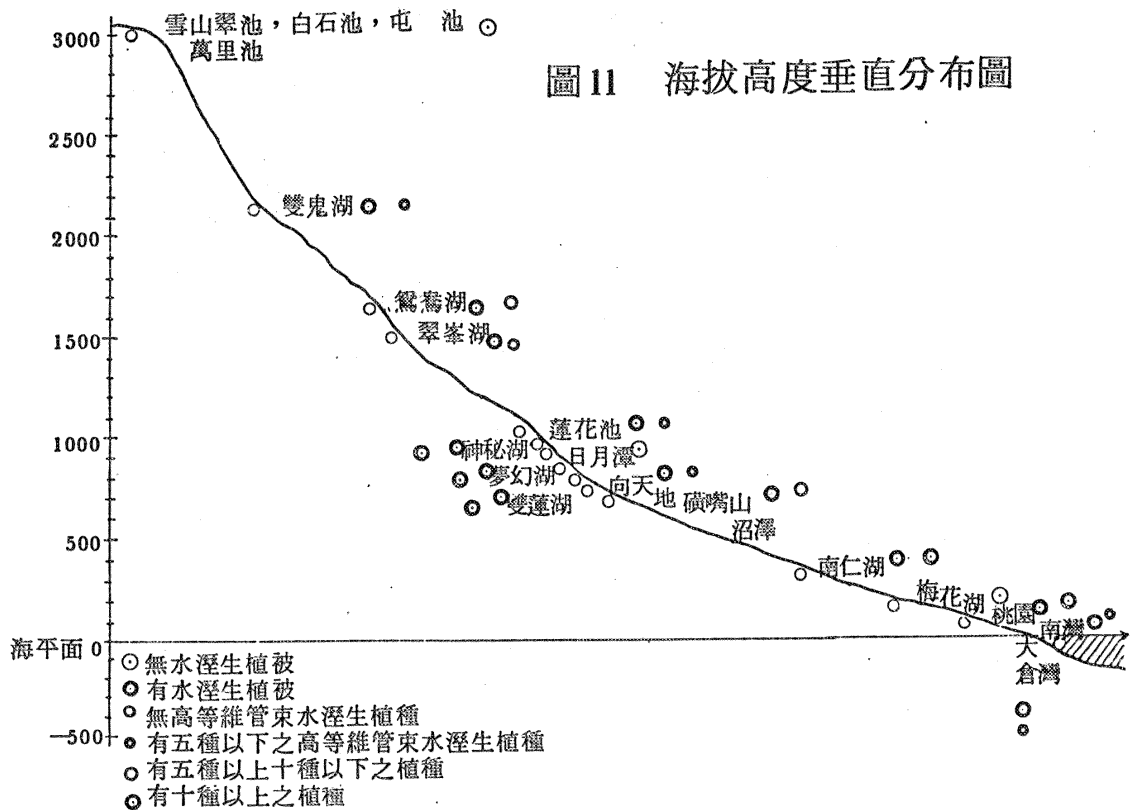 圖11 海拔高度垂直分布圖
3000
雪山翠池,白石池,屯 池
萬里池
2500
雙鬼湖
2000
鴛鴦湖
1500
翠峯湖
1000
蓮花池
神秘湖
日月潭
夢幻湖
向天地
雙蓮湖
磺嘴山
沼澤
500
南仁湖
梅花湖
桃園
南灣
海平面 0
大
倉灣
—500
無水溼生植被
有水溼生植被
無高等維管束水溼生植種
有五種以下之高等維管束水溼生植種
有五種以上十種以下之植種
有十種以上之植種